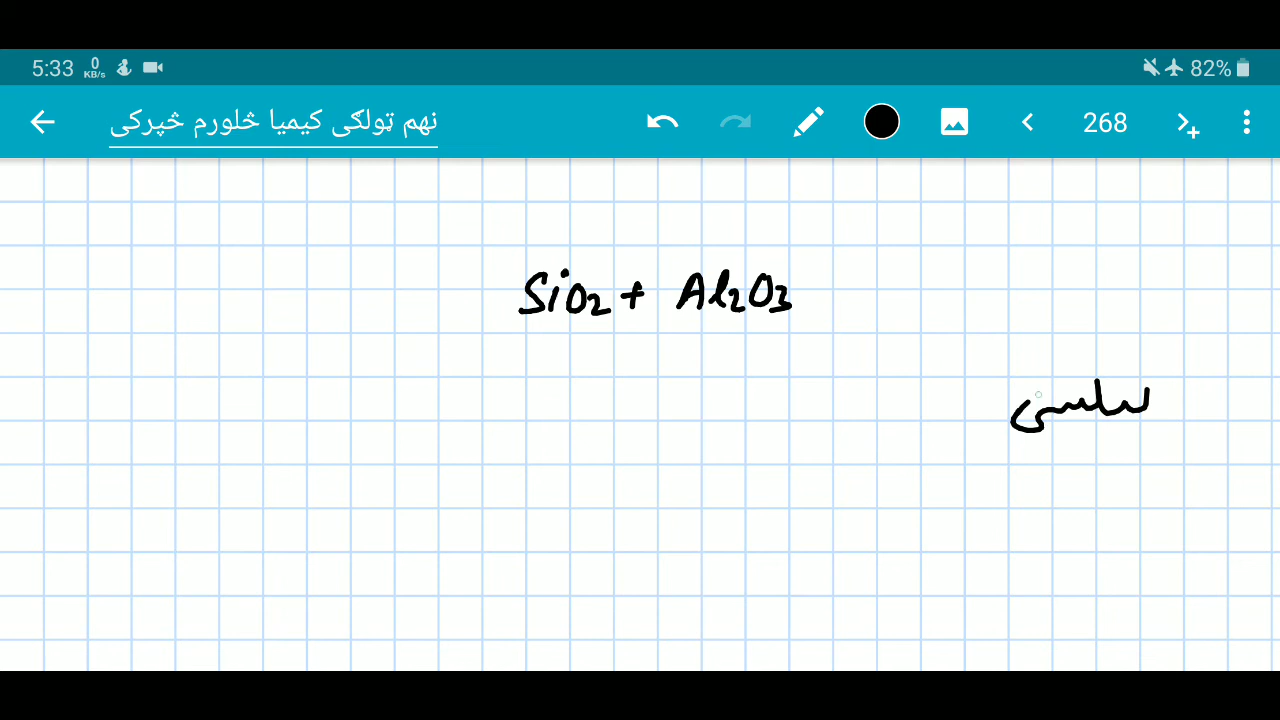 5:33 0 KB/s 82%
نهم ټولګی کیمیا څلورم څپرکی
268
SiO2 + Al2O3